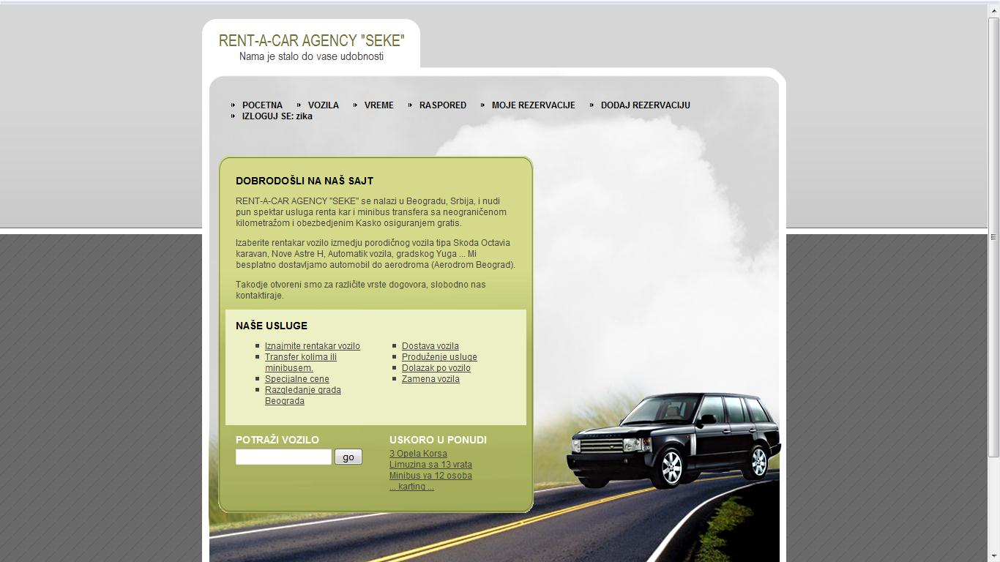 RENT-A-CAR AGENCY "SEKE"
Nama je stalo do vase udobnosti
POCETNA VOZILA VREME RASPORED MOJE REZERVACIJE DODAJ REZERVACIJU
IZLOGUJ SE: zika
DOBRODOŠLI NA NAŠ SAJT
RENT-A-CAR AGENCY "SEKE" se nalazi u Beogradu, Srbija, i nudi
pun spektar usluga renta kar i minibus transfera sa neograničenom
kilometražom i obezbedjenim Kasko osiguranjem gratis.
Izaberite rentakar vozilo izmedju porodičnog vozila tipa Skoda Octavia
karavan, Nove Astre H, Automatik vozila, gradskog Yuga ... Mi
besplatno dostavljamo automobil do aerodroma (Aerodrom Beograd).
Takodje otvoreni smo za različite vrste dogovora, slobodno nas
kontaktiraje.
NAŠE USLUGE
Iznajmite rentakar vozilo
Transfer kolima ili
minibusem.
Specijalne cene
Razgledanje grada
Beograda
Dostava vozila
Produženje usluge
Dolazak po vozilo
Zamena vozila
POTRAŽI VOZILO
go
USKORO U PONUDI
3 Opela Korsa
Limuzina sa 13 vrata
Minibus ya 12 osoba
... karting ...